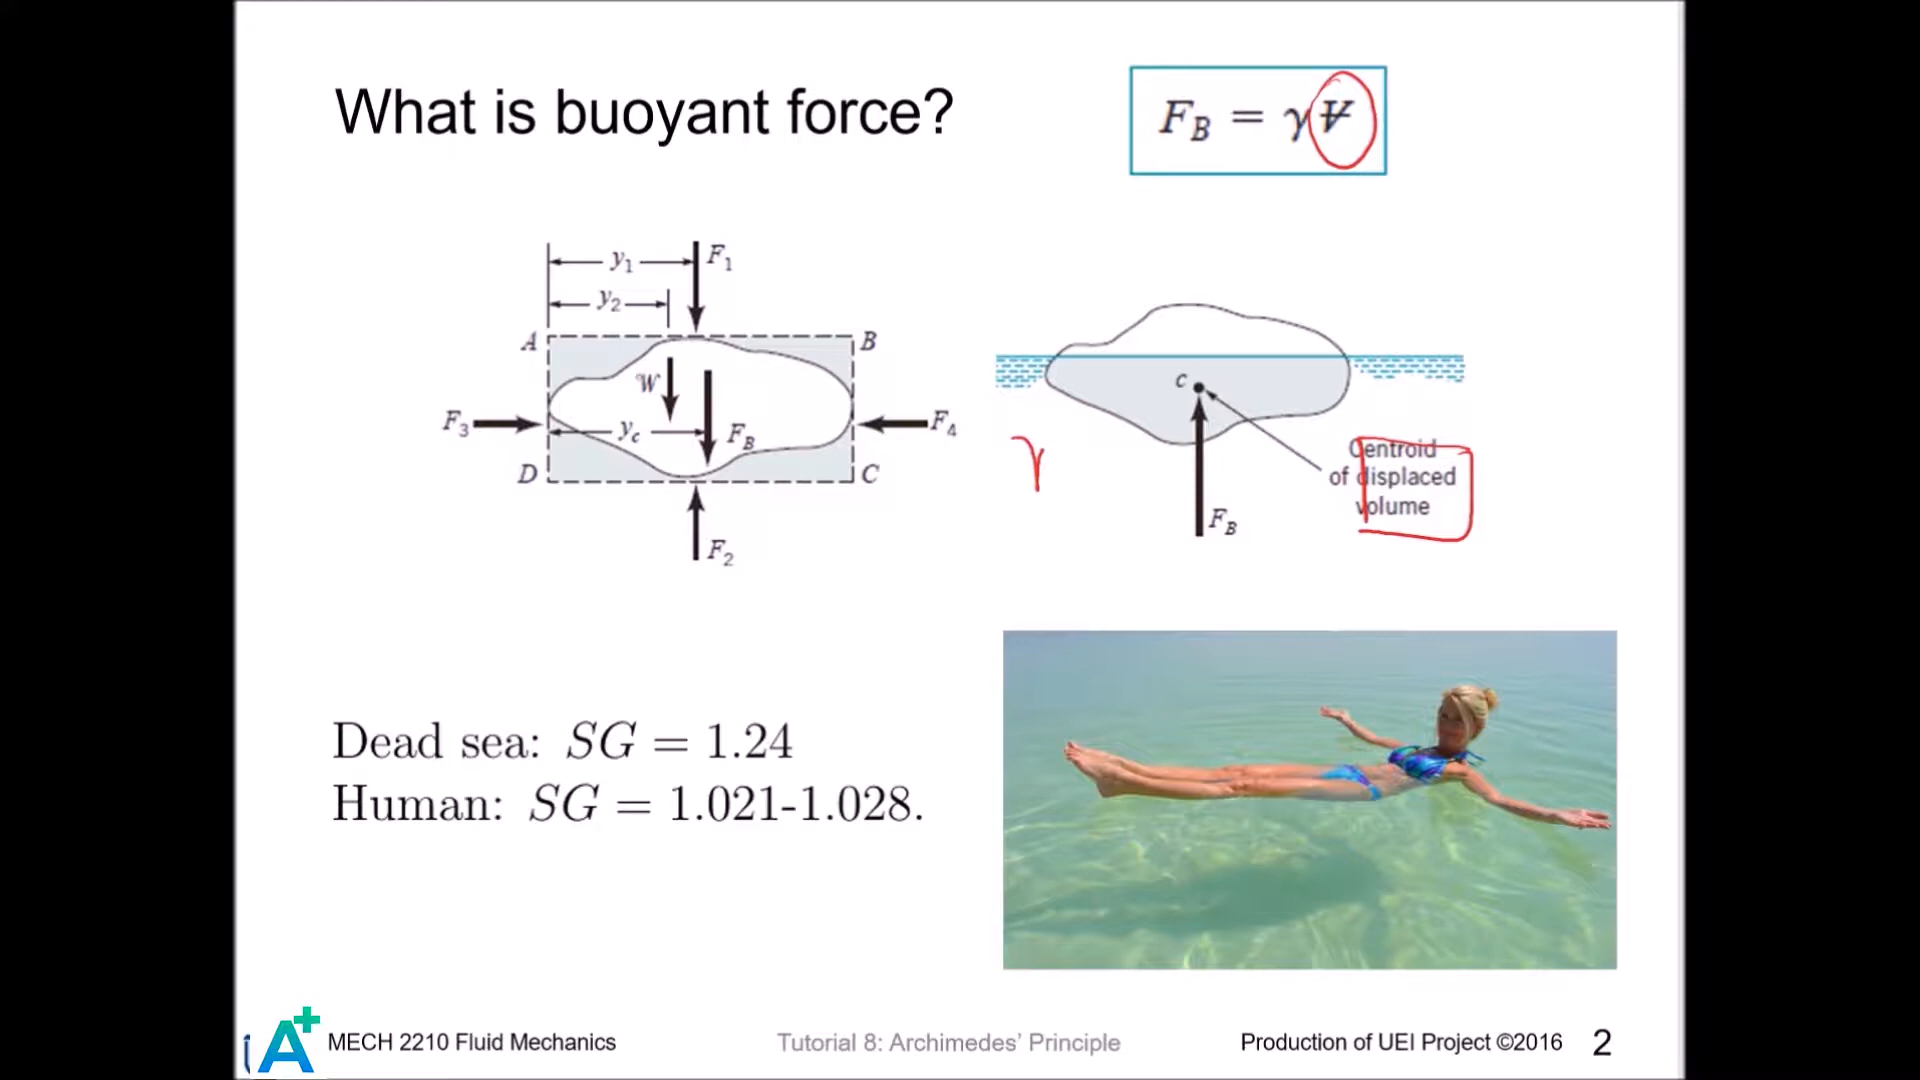 What is buoyant force?
F_B = γV̶
y₁
F₁
y₂
A
B
W
F₃
y_c
F_B
F₄
D
C
F₂
c
γ
Centroid
of displaced
volume
F_B
Dead sea: SG = 1.24
Human: SG = 1.021-1.028.
A+
MECH 2210 Fluid Mechanics
Tutorial 8: Archimedes’ Principle
Production of UEI Project ©2016
2